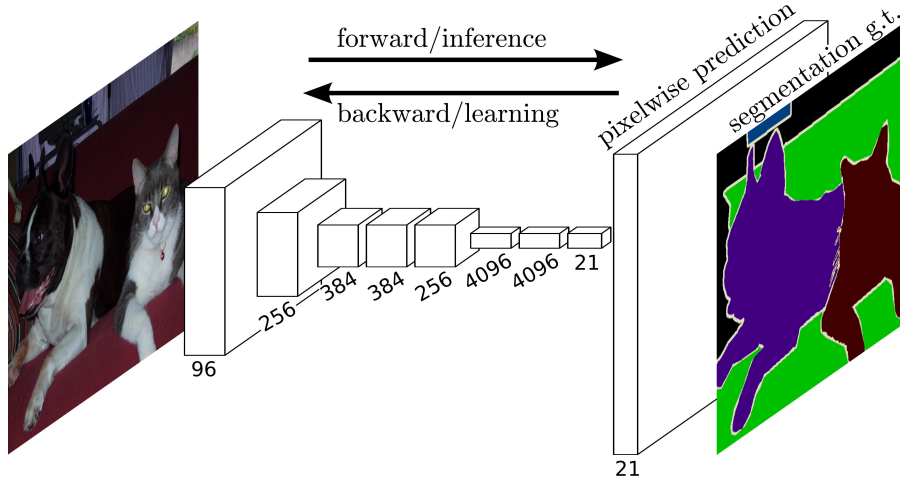 forward/inference
backward/learning
pixelwise prediction
segmentation g.t.
96
256
384
384
256
4096
4096
21
21